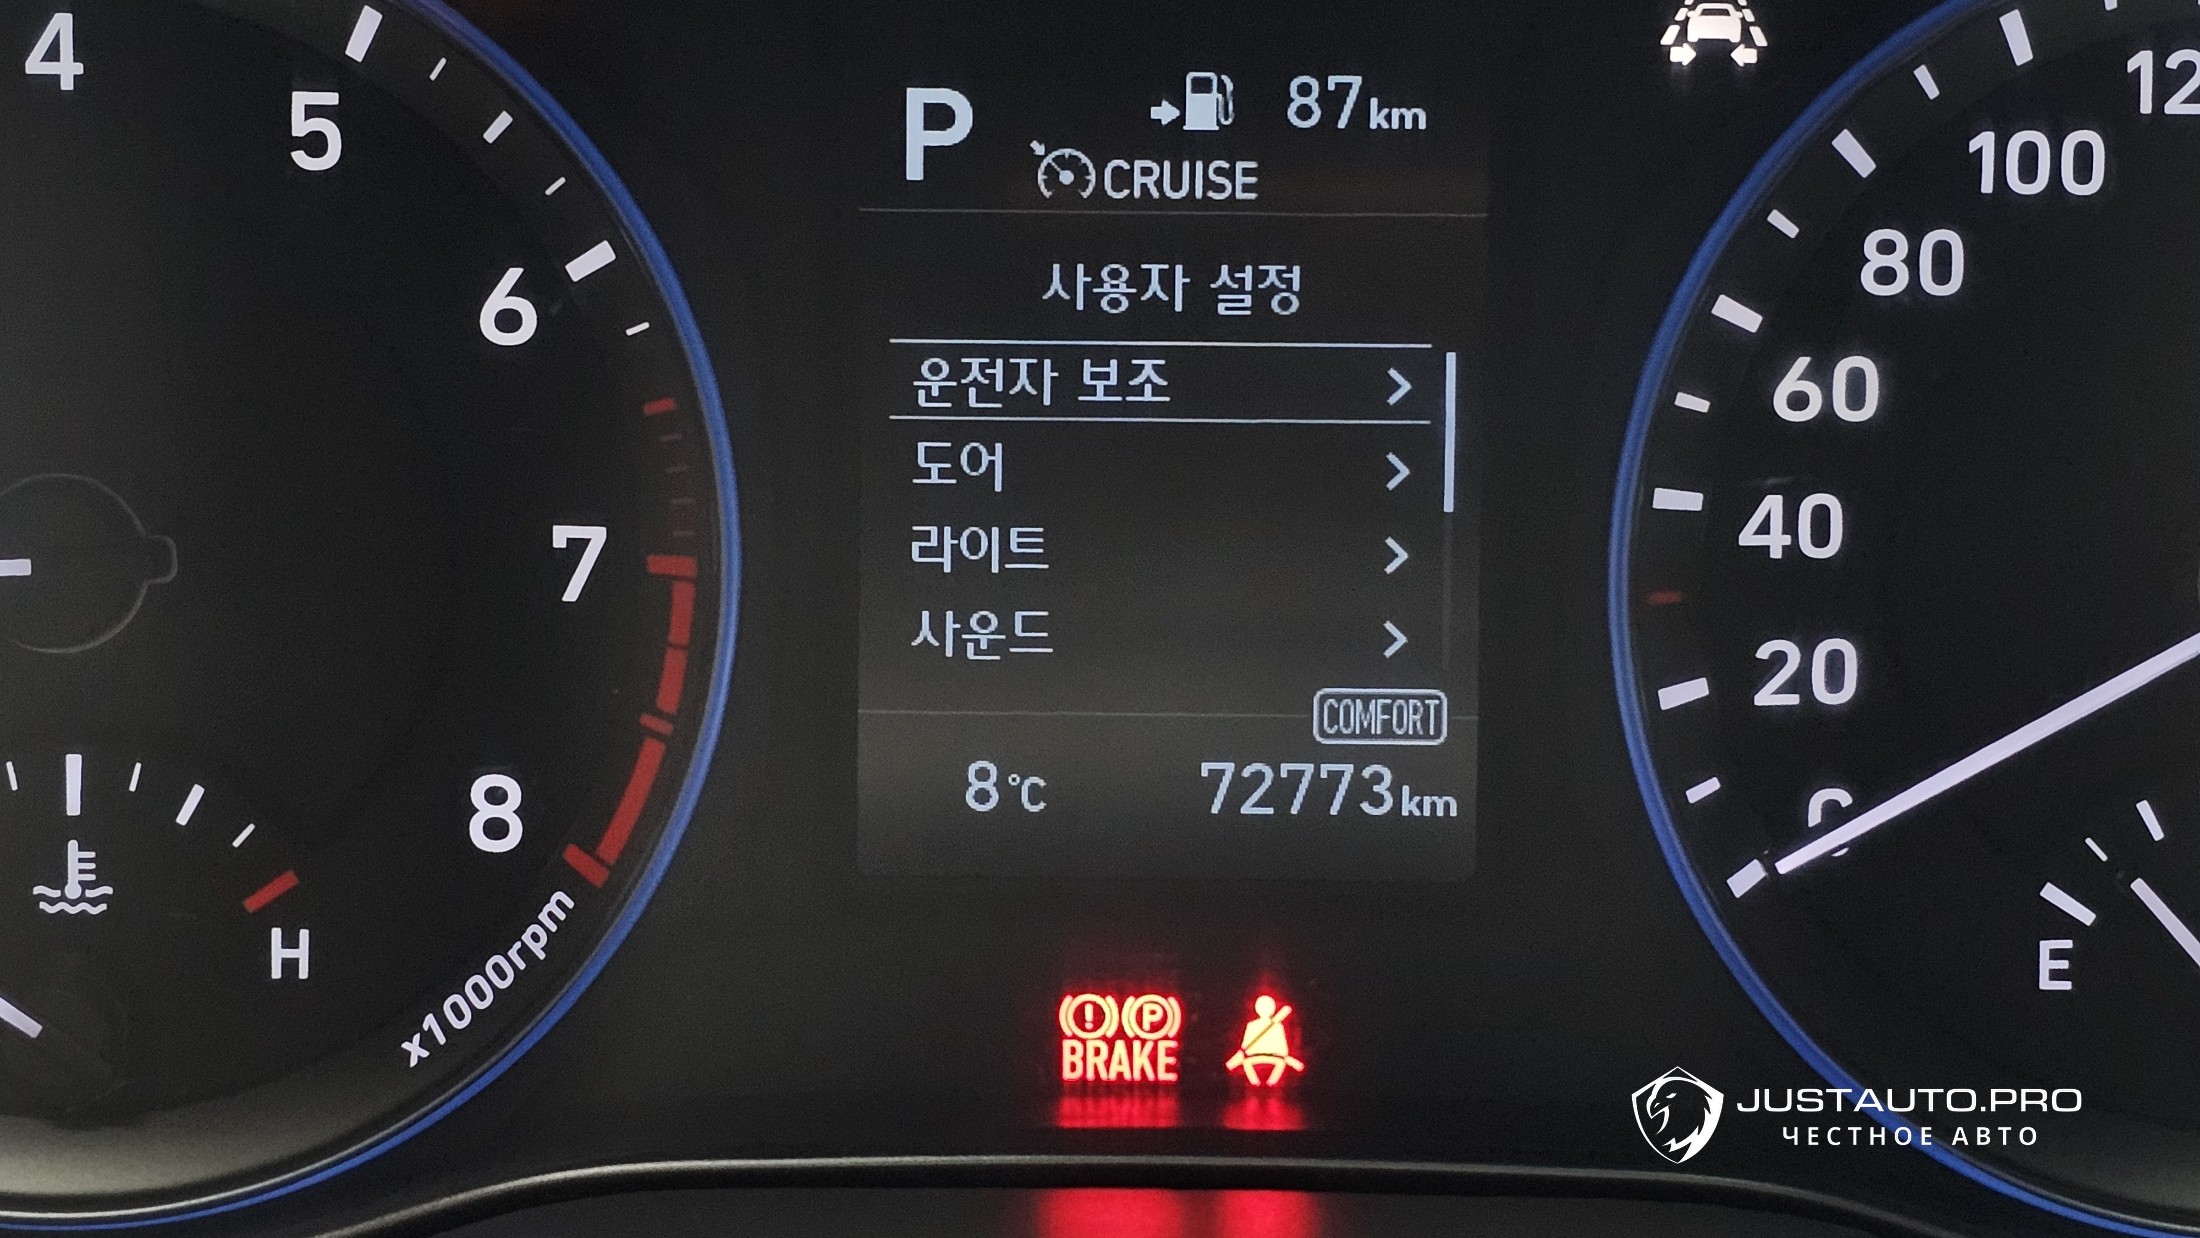 4
5
6
7
8
x1000rpm
H
P
87km
CRUISE
사용자 설정
운전자 보조
도어
라이트
사운드
COMFORT
8°C
72773km
P
BRAKE
100
80
60
40
20
E
JUSTAUTO.PRO
ЧЕСТНОЕ АВТО